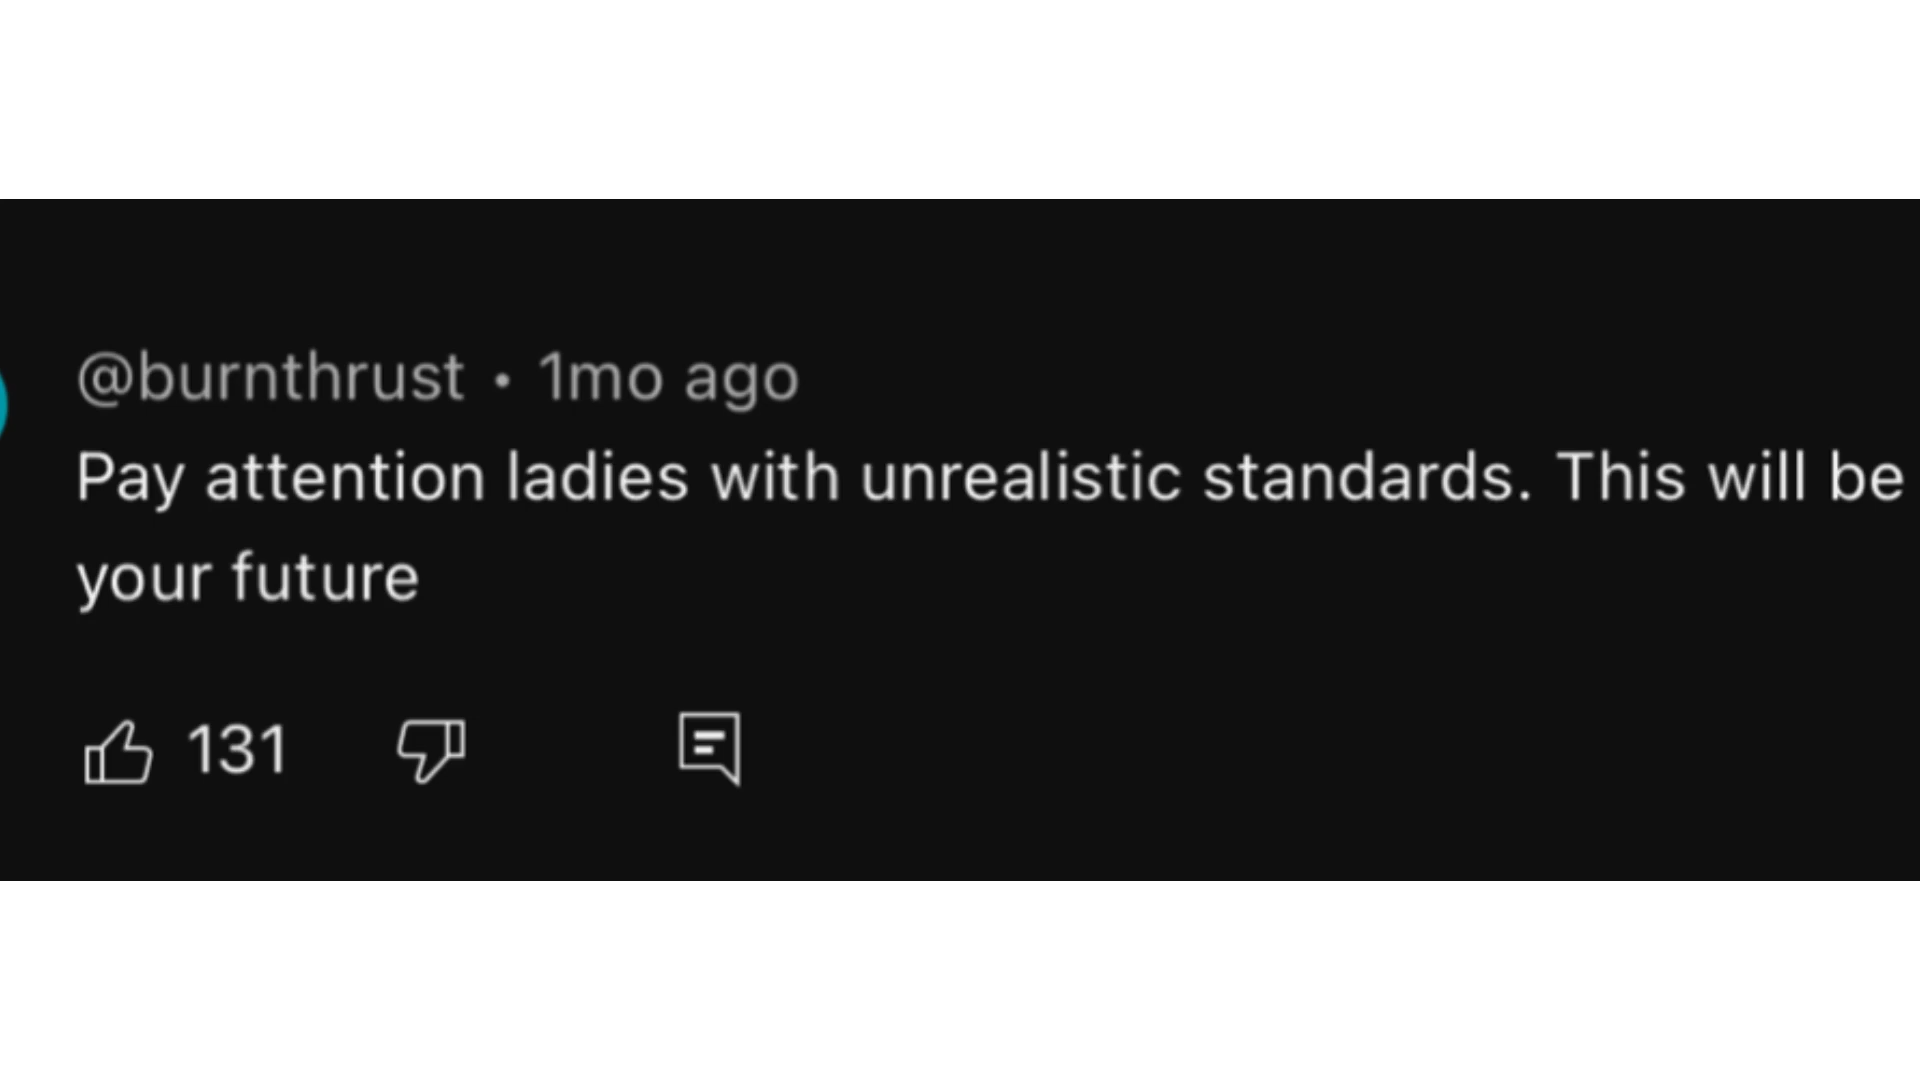 @burnthrust • 1mo ago
Pay attention ladies with unrealistic standards. This will be
your future
131